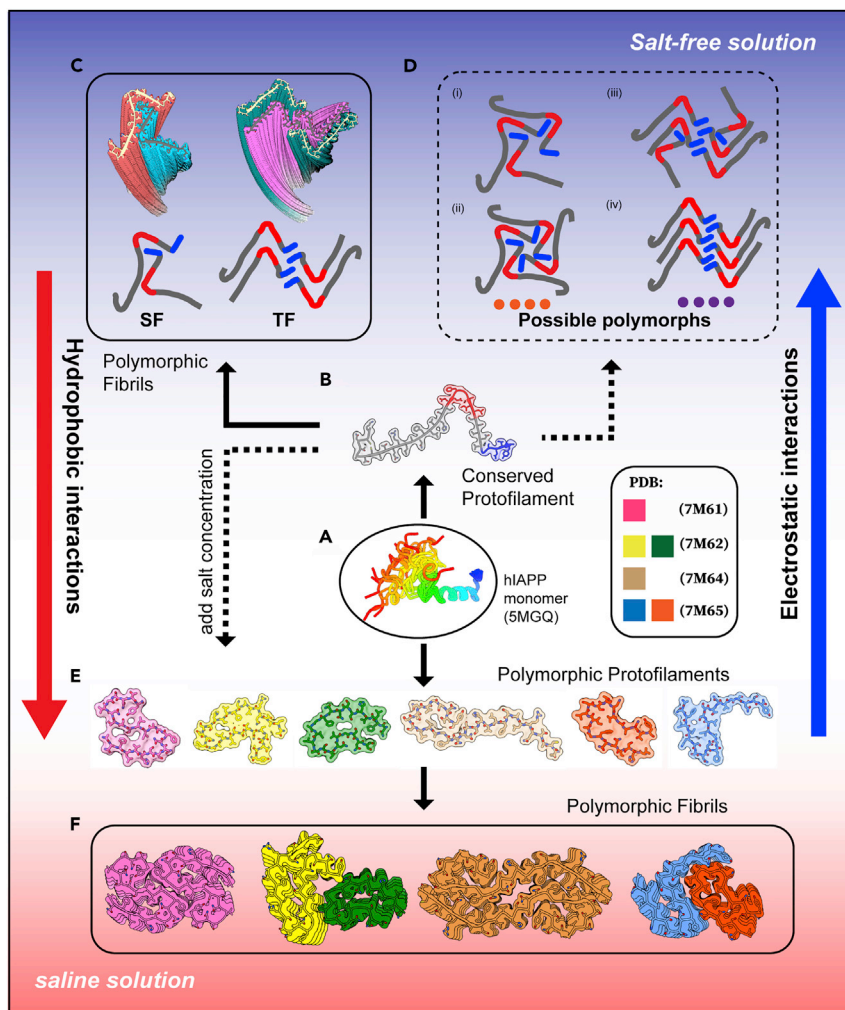 Salt-free solution
C
D
(i)
(iii)
(ii)
(iv)
SF
TF
Possible polymorphs
Polymorphic
Fibrils
B
Hydrophobic interactions
Electrostatic interactions
Conserved
Protofilament
add salt concentration
PDB:
(7M61)
(7M62)
(7M64)
(7M65)
A
hIAPP
monomer
(5MGQ)
Polymorphic Protofilaments
E
Polymorphic Fibrils
F
saline solution